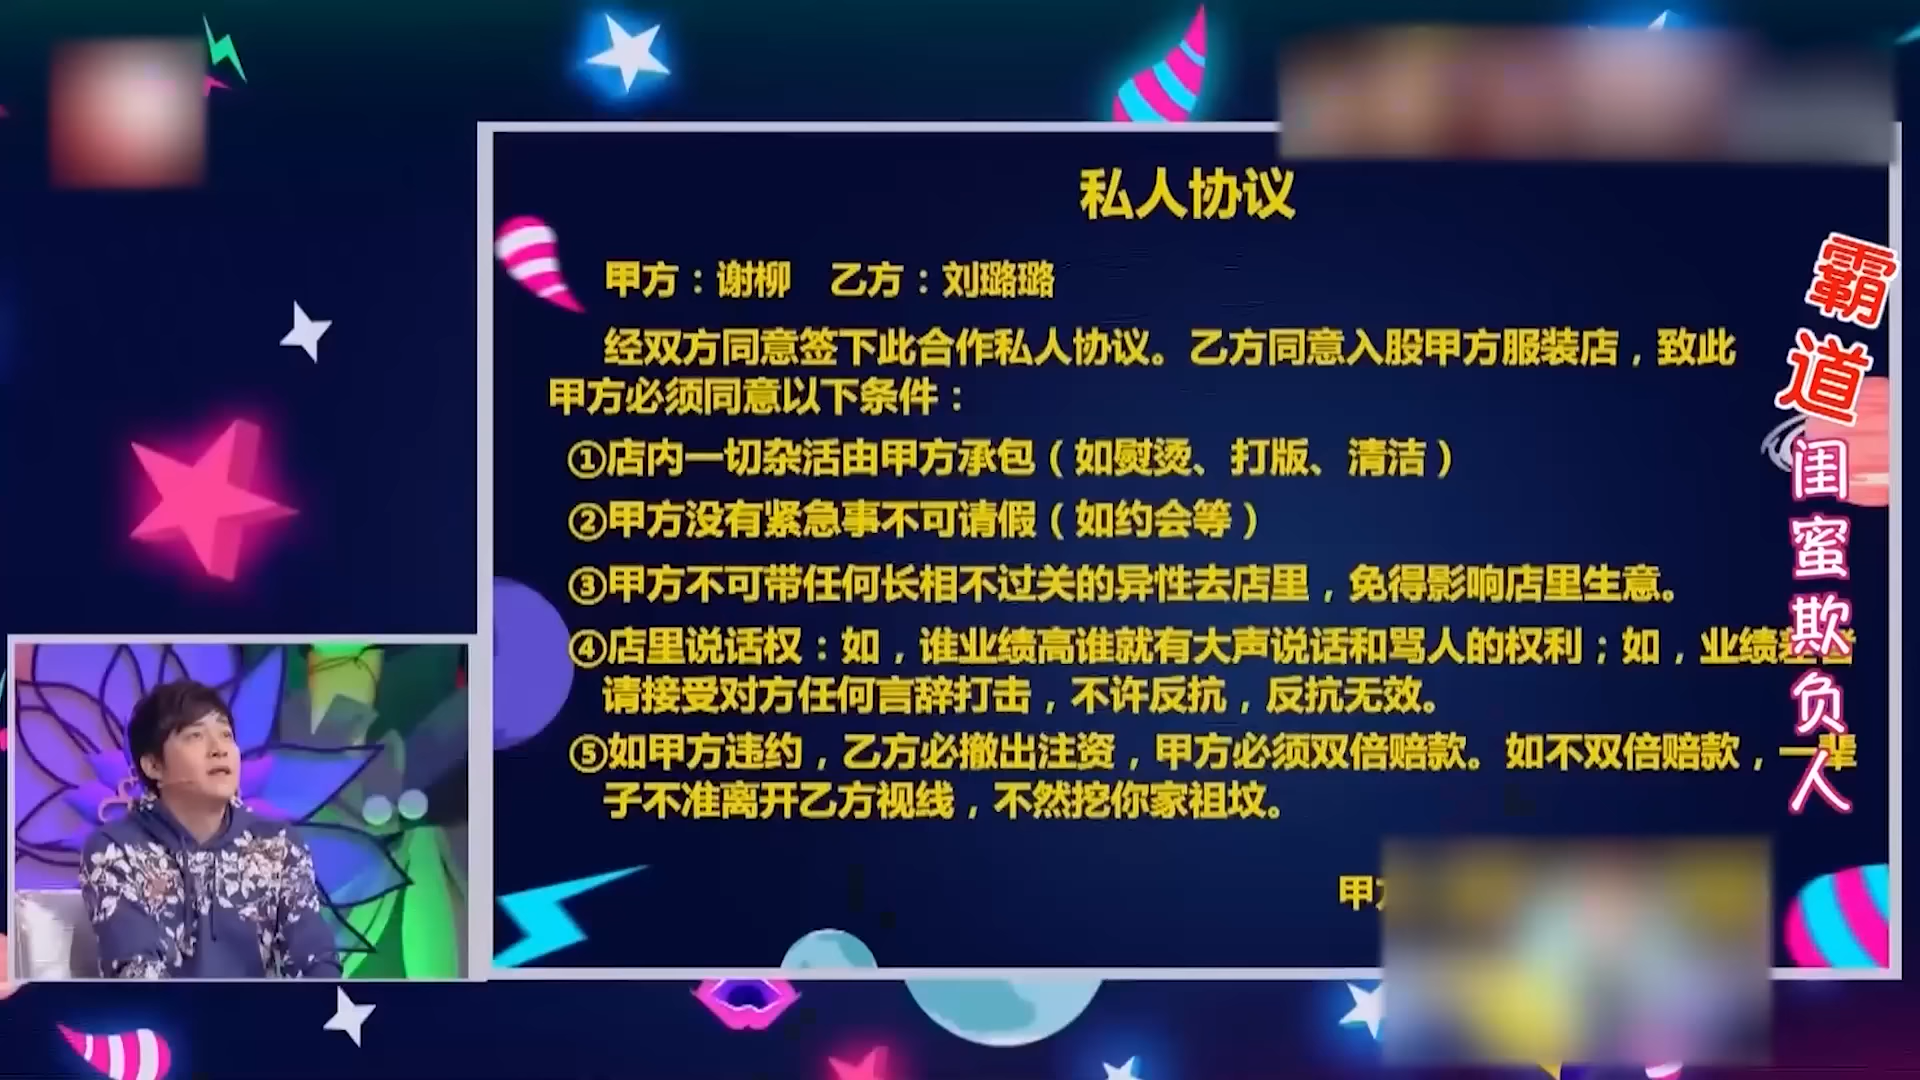 私人协议
甲方：谢柳　乙方：刘璐璐
经双方同意签下此合作私人协议。乙方同意入股甲方服装店，致此
甲方必须同意以下条件：
①店内一切杂活由甲方承包（如熨烫、打版、清洁）
②甲方没有紧急事不可请假（如约会等）
③甲方不可带任何长相不过关的异性去店里，免得影响店里生意。
④店里说话权：如，谁业绩高谁就有大声说话和骂人的权利；如，业绩差者
请接受对方任何言辞打击，不许反抗，反抗无效。
⑤如甲方违约，乙方必撤出注资，甲方必须双倍赔款。如不双倍赔款，一辈
子不准离开乙方视线，不然挖你家祖坟。
甲
霸道闺蜜欺负人